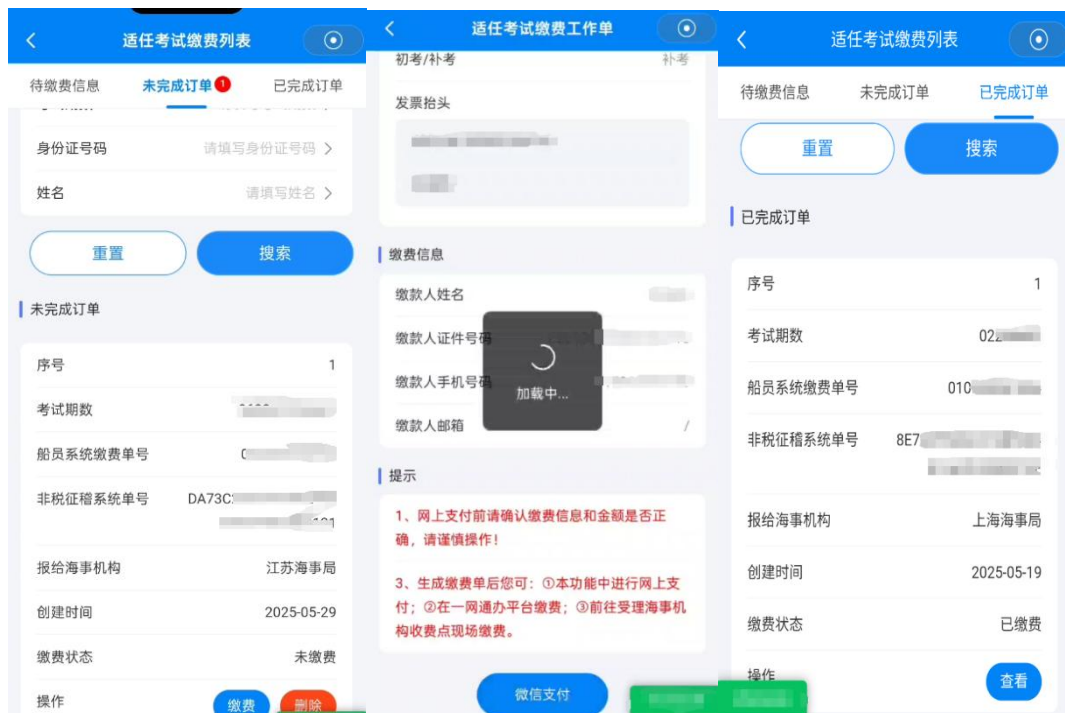 适任考试缴费列表
待缴费信息 未完成订单 1 已完成订单
身份证号码 请填写身份证号码
姓名 请填写姓名
重置 搜索
未完成订单
序号 1
考试期数
船员系统缴费单号
非税征稽系统单号 DA73C
报给海事机构 江苏海事局
创建时间 2025-05-29
缴费状态 未缴费
操作 缴费 删除
适任考试缴费工作单
初考/补考 补考
发票抬头
缴费信息
缴款人姓名
缴款人证件号码
缴款人手机号码
加载中...
缴款人邮箱 /
提示
1、网上支付前请确认缴费信息和金额是否正
确，请谨慎操作！
3、生成缴费单后您可：①本功能中进行网上支
付；②在一网通办平台缴费；③前往受理海事机
构收费点现场缴费。
微信支付
适任考试缴费列表
待缴费信息 未完成订单 已完成订单
重置 搜索
已完成订单
序号 1
考试期数 02
船员系统缴费单号 010
非税征稽系统单号 8E7
报给海事机构 上海海事局
创建时间 2025-05-19
缴费状态 已缴费
操作 查看